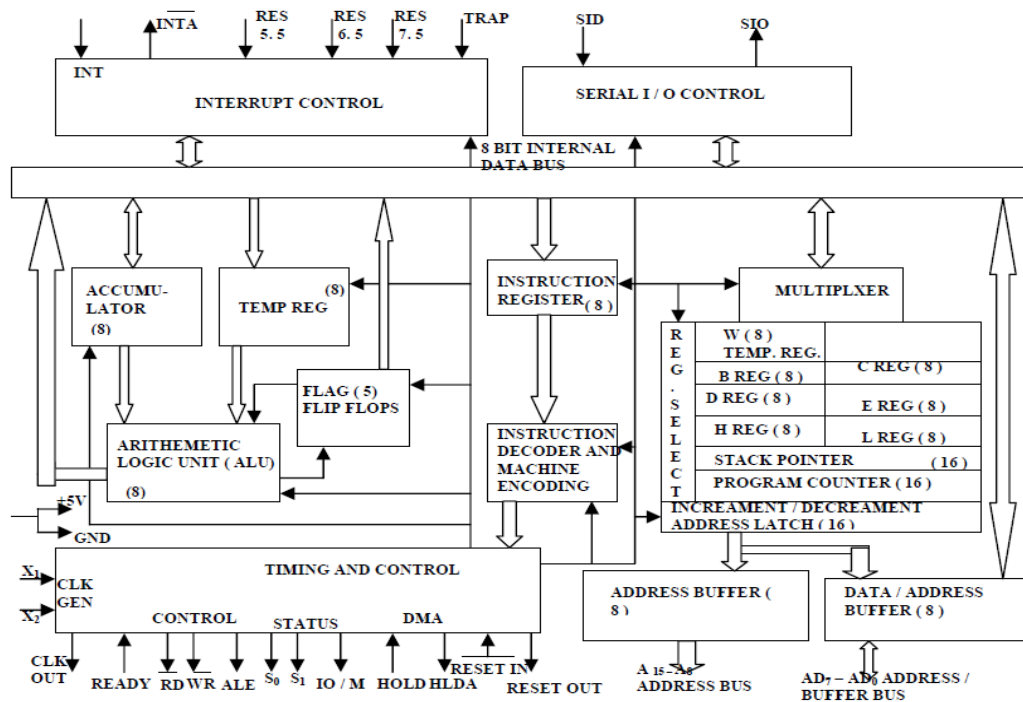 INTA
RES
5. 5
RES
6. 5
RES
7. 5
TRAP
SID
SIO
INT
INTERRUPT CONTROL
SERIAL I / O CONTROL
8 BIT INTERNAL
DATA BUS
ACCUMU-
LATOR
(8)
(8)
TEMP REG
INSTRUCTION
REGISTER ( 8 )
MULTIPLXER
R
E
G
.
S
E
L
E
C
T
W ( 8 )
TEMP. REG.
B REG ( 8 )
C REG ( 8 )
D REG ( 8 )
E REG ( 8 )
H REG ( 8 )
L REG ( 8 )
STACK POINTER ( 16 )
PROGRAM COUNTER ( 16 )
INCREAMENT / DECREAMENT
ADDRESS LATCH ( 16 )
FLAG ( 5 )
FLIP FLOPS
ARITHEMETIC
LOGIC UNIT ( ALU )
(8)
INSTRUCTION
DECODER AND
MACHINE
ENCODING
+5V
GND
X1
X2
CLK
GEN
TIMING AND CONTROL
CONTROL
STATUS
DMA
ADDRESS BUFFER (
8 )
DATA / ADDRESS
BUFFER ( 8 )
CLK
OUT
READY
RD
WR
ALE
S0
S1
IO / M
HOLD
HLDA
RESET IN
RESET OUT
A 15 – A8
ADDRESS BUS
AD7 – AD0 ADDRESS /
BUFFER BUS